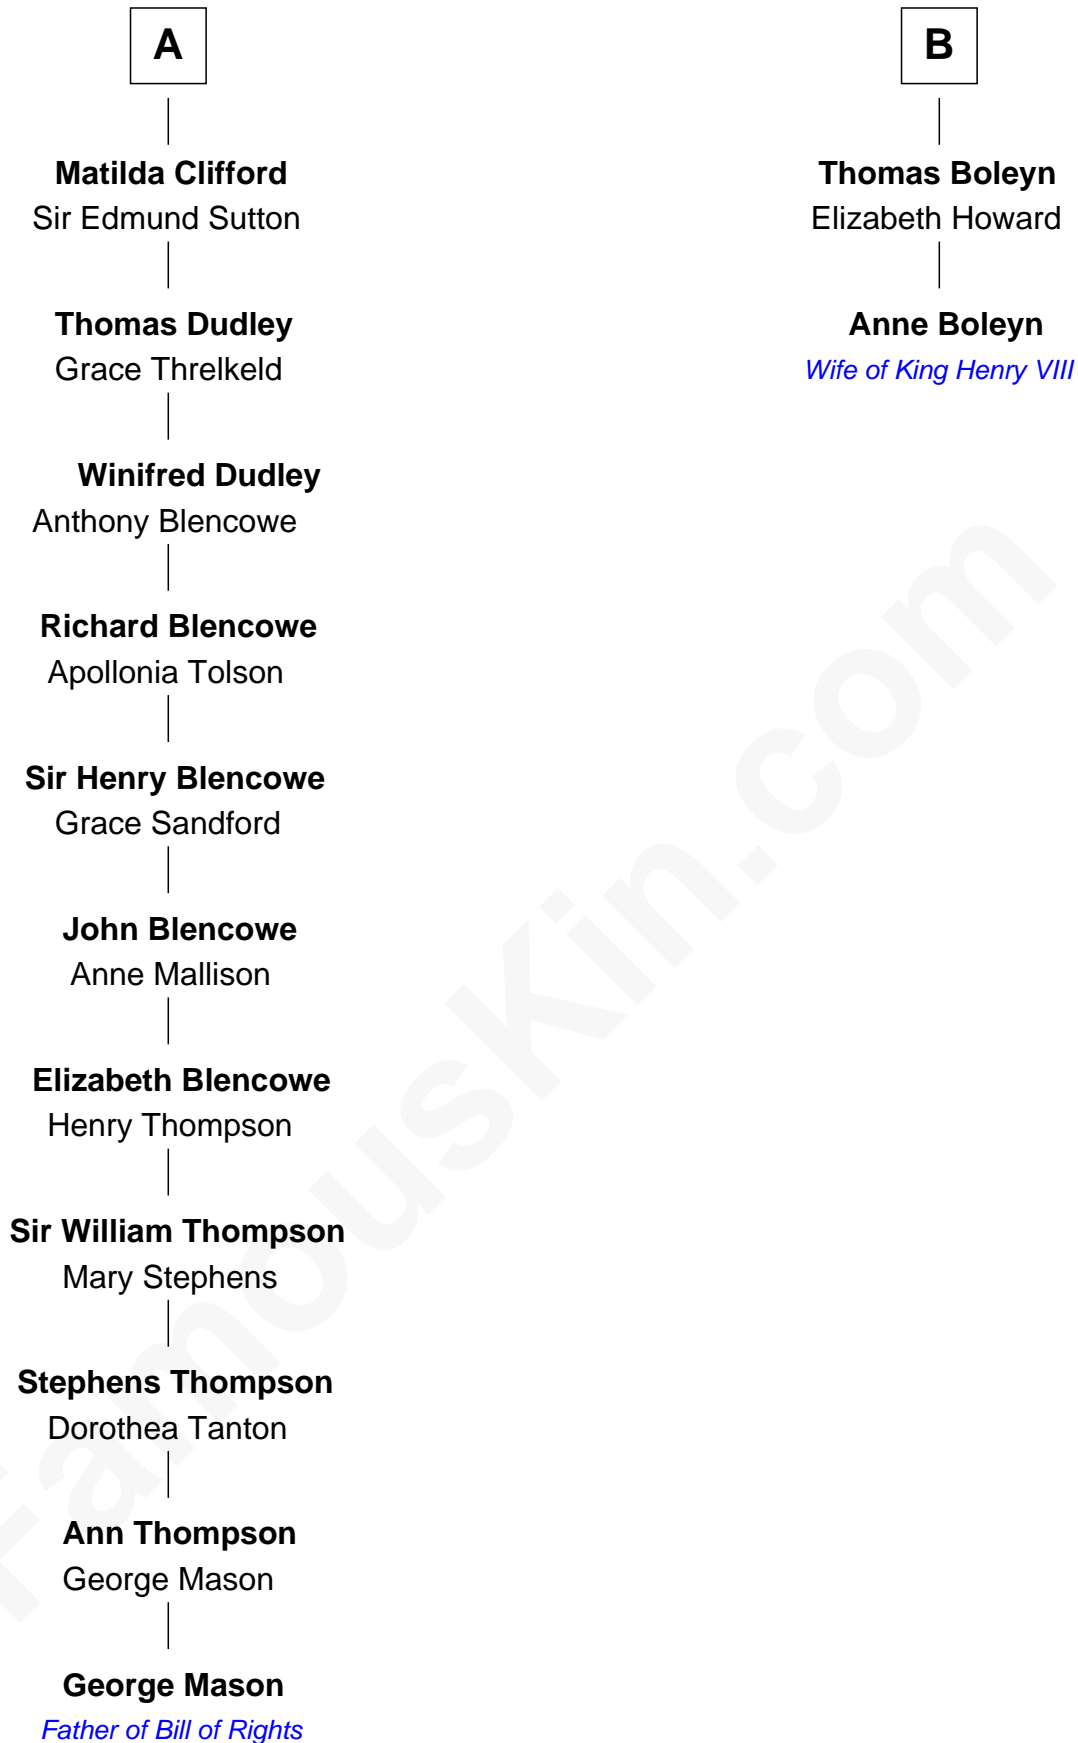 A
Matilda Clifford
Sir Edmund Sutton
Thomas Dudley
Grace Threlkeld
Winifred Dudley
Anthony Blencowe
Richard Blencowe
Apollonia Tolson
Sir Henry Blencowe
Grace Sandford
John Blencowe
Anne Mallison
Elizabeth Blencowe
Henry Thompson
Sir William Thompson
Mary Stephens
Stephens Thompson
Dorothea Tanton
Ann Thompson
George Mason
George Mason
Father of Bill of Rights
B
Thomas Boleyn
Elizabeth Howard
Anne Boleyn
Wife of King Henry VIII
FamousKin.com